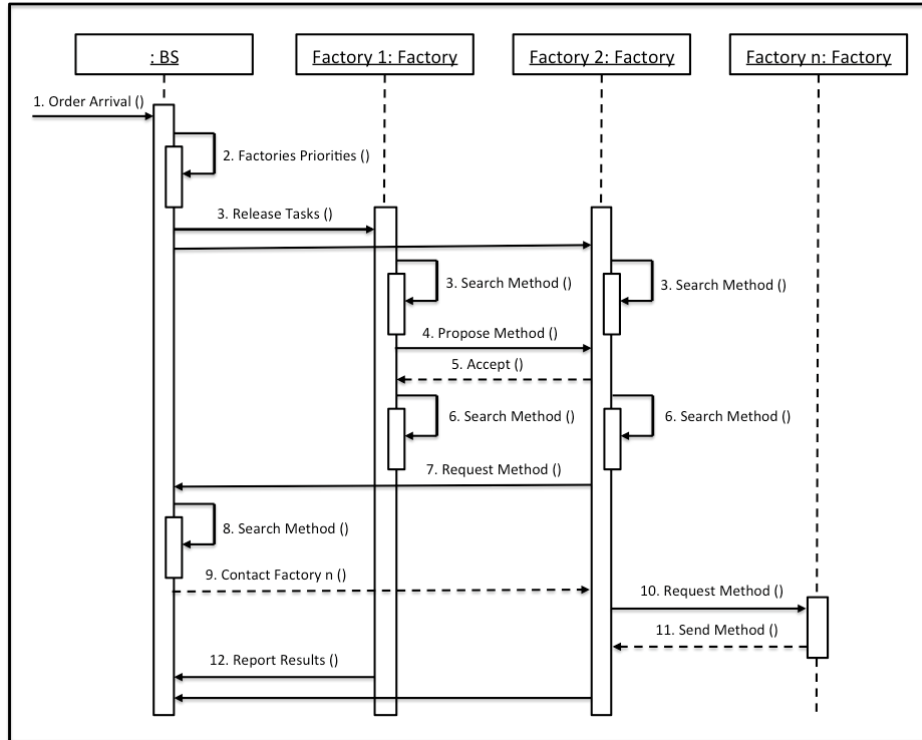 : BS
Factory 1: Factory
Factory 2: Factory
Factory n: Factory
1. Order Arrival ()
2. Factories Priorities ()
3. Release Tasks ()
3. Search Method ()
3. Search Method ()
4. Propose Method ()
5. Accept ()
6. Search Method ()
6. Search Method ()
7. Request Method ()
8. Search Method ()
9. Contact Factory n ()
10. Request Method ()
11. Send Method ()
12. Report Results ()